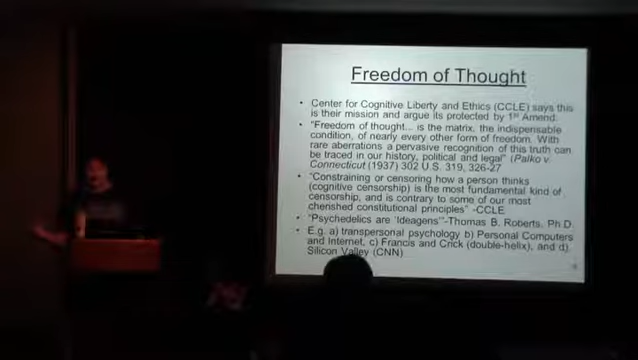 Freedom of Thought
• Center for Cognitive Liberty and Ethics (CCLE) says this
is their mission and argue its protected by 1st Amend.
• "Freedom of thought... is the matrix, the indispensable
condition, of nearly every other form of freedom. With
rare aberrations a pervasive recognition of this truth can
be traced in our history, political and legal" (Palko v.
Connecticut (1937) 302 U.S. 319, 326-27
• "Constraining or censoring how a person thinks
(cognitive censorship) is the most fundamental kind of
censorship, and is contrary to some of our most
cherished constitutional principles" -CCLE
• "Psychedelics are 'Ideagens'"-Thomas B. Roberts, Ph.D.
• E.g. a) transpersonal psychology b) Personal Computers
and Internet, c) Francis and Crick (double-helix), and d)
Silicon Valley (CNN)